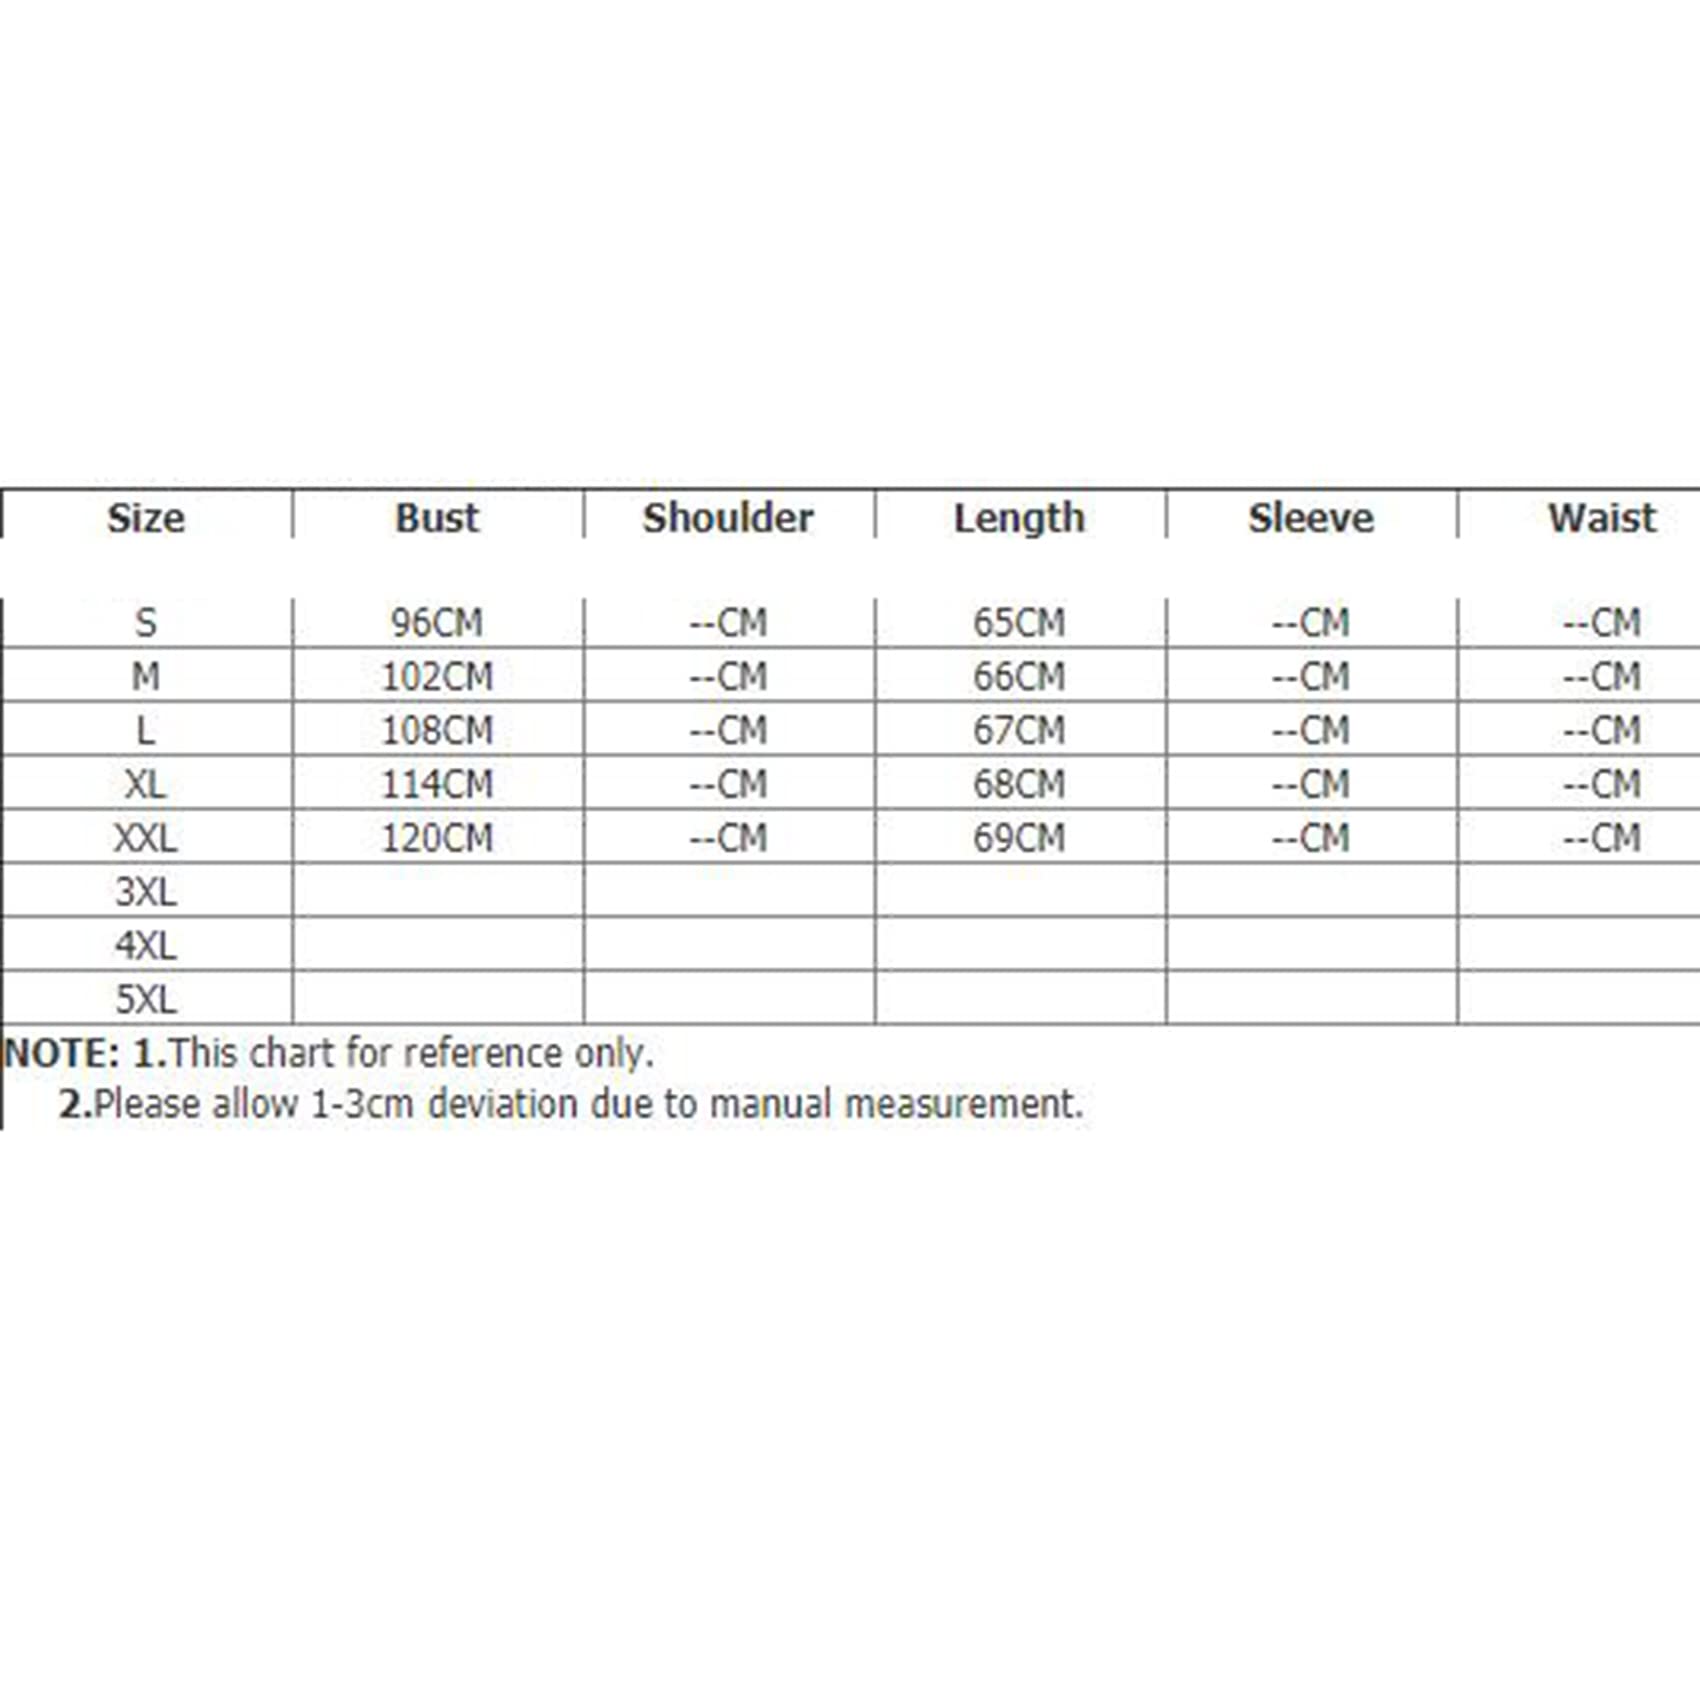 Size Bust Shoulder Length Sleeve Waist
S 96CM --CM 65CM --CM --CM
M 102CM --CM 66CM --CM --CM
L 108CM --CM 67CM --CM --CM
XL 114CM --CM 68CM --CM --CM
XXL 120CM --CM 69CM --CM --CM
3XL
4XL
5XL
NOTE: 1.This chart for reference only.
2.Please allow 1-3cm deviation due to manual measurement.